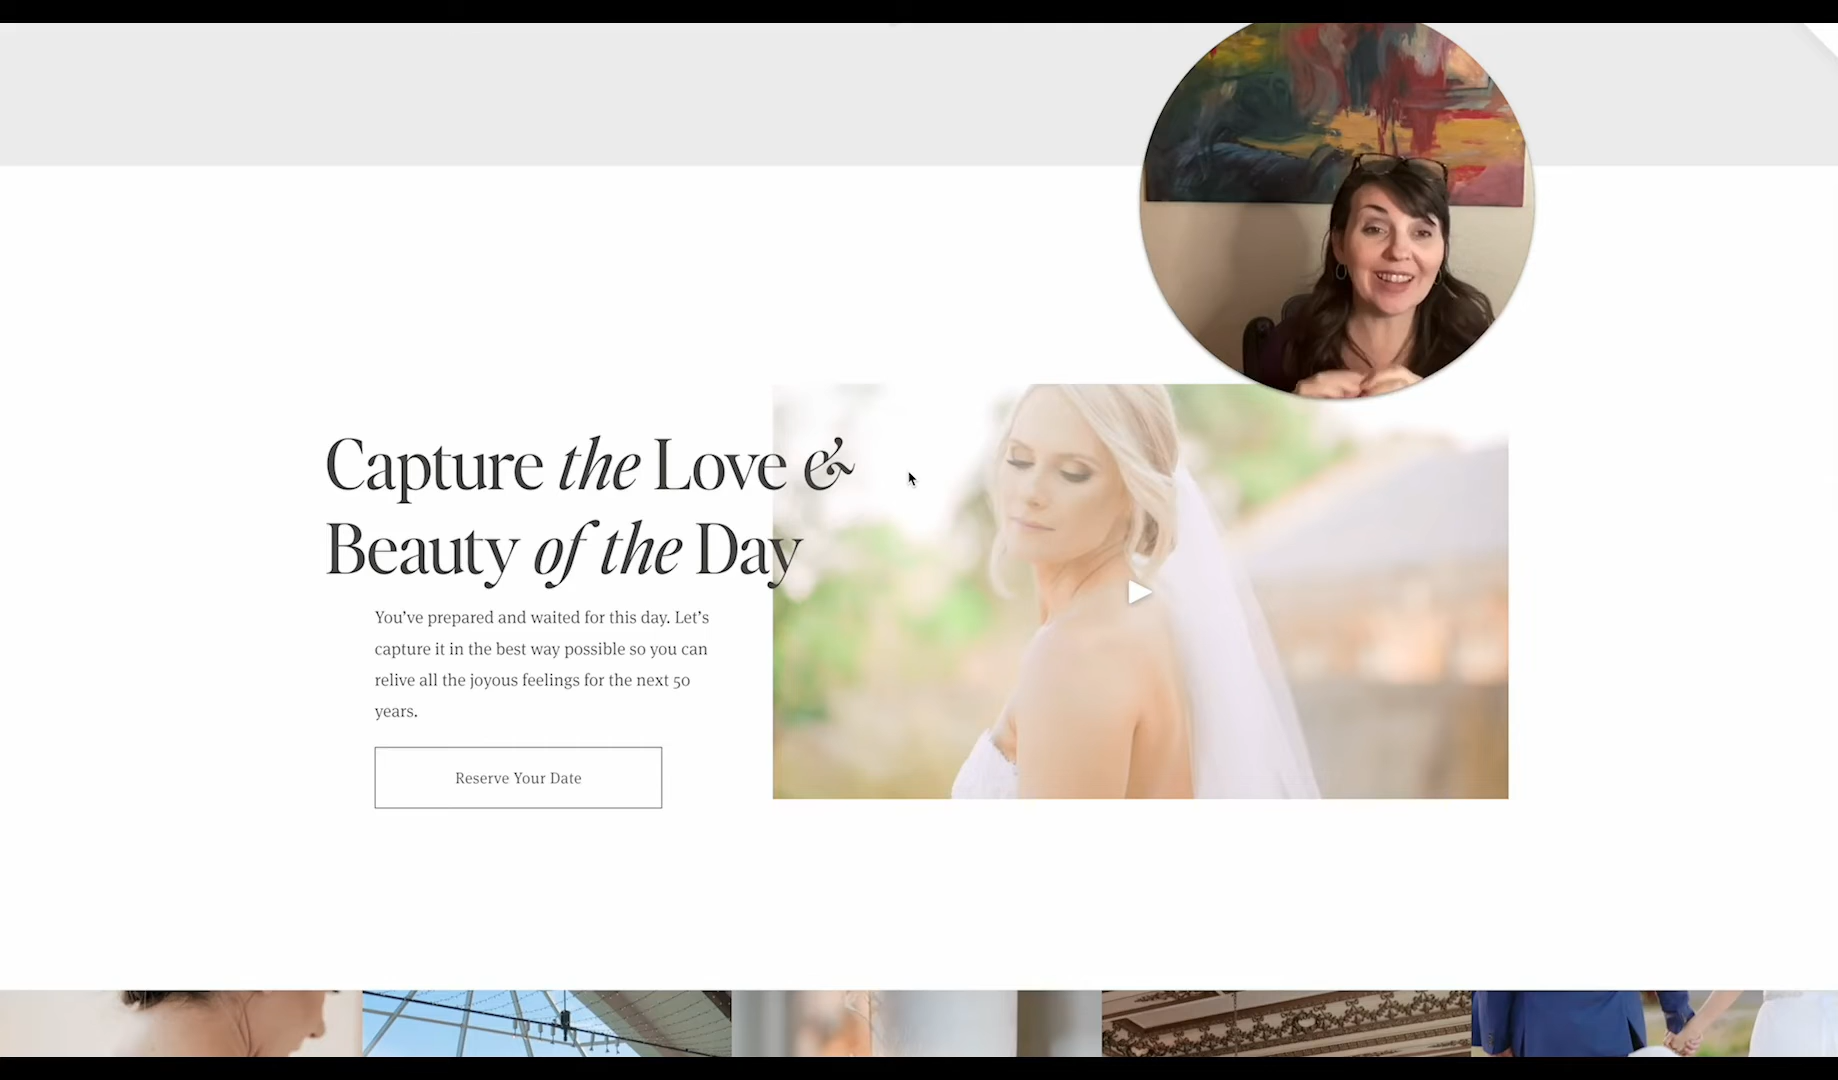 Capture the Love &
Beauty of the Day
You’ve prepared and waited for this day. Let’s
capture it in the best way possible so you can
relive all the joyous feelings for the next 50
years.
Reserve Your Date